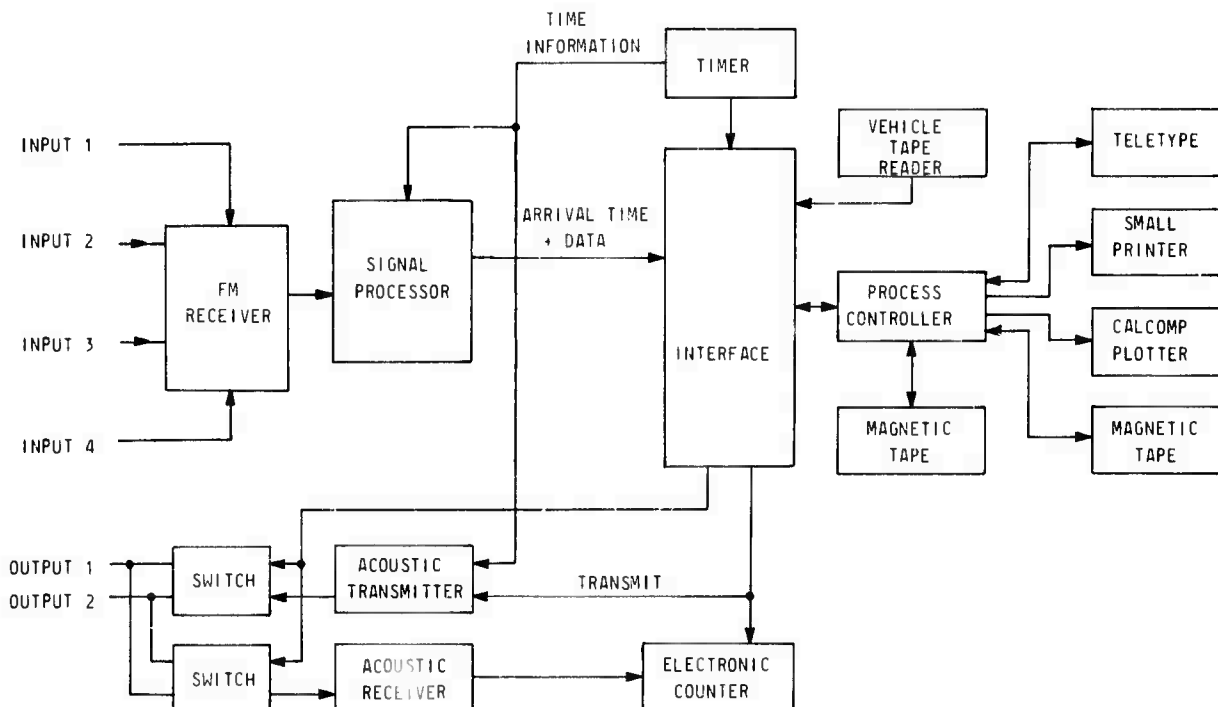 TIME
INFORMATION
TIMER
INPUT 1
VEHICLE
TAPE
READER
TELETYPE
INPUT 2
SIGNAL
PROCESSOR
ARRIVAL TIME
+ DATA
SMALL
PRINTER
FM
RECEIVER
PROCESS
CONTROLLER
INPUT 3
INTERFACE
CALCOMP
PLOTTER
INPUT 4
MAGNETIC
TAPE
MAGNETIC
TAPE
OUTPUT 1
OUTPUT 2
SWITCH
ACOUSTIC
TRANSMITTER
TRANSMIT
SWITCH
ACOUSTIC
RECEIVER
ELECTRONIC
COUNTER